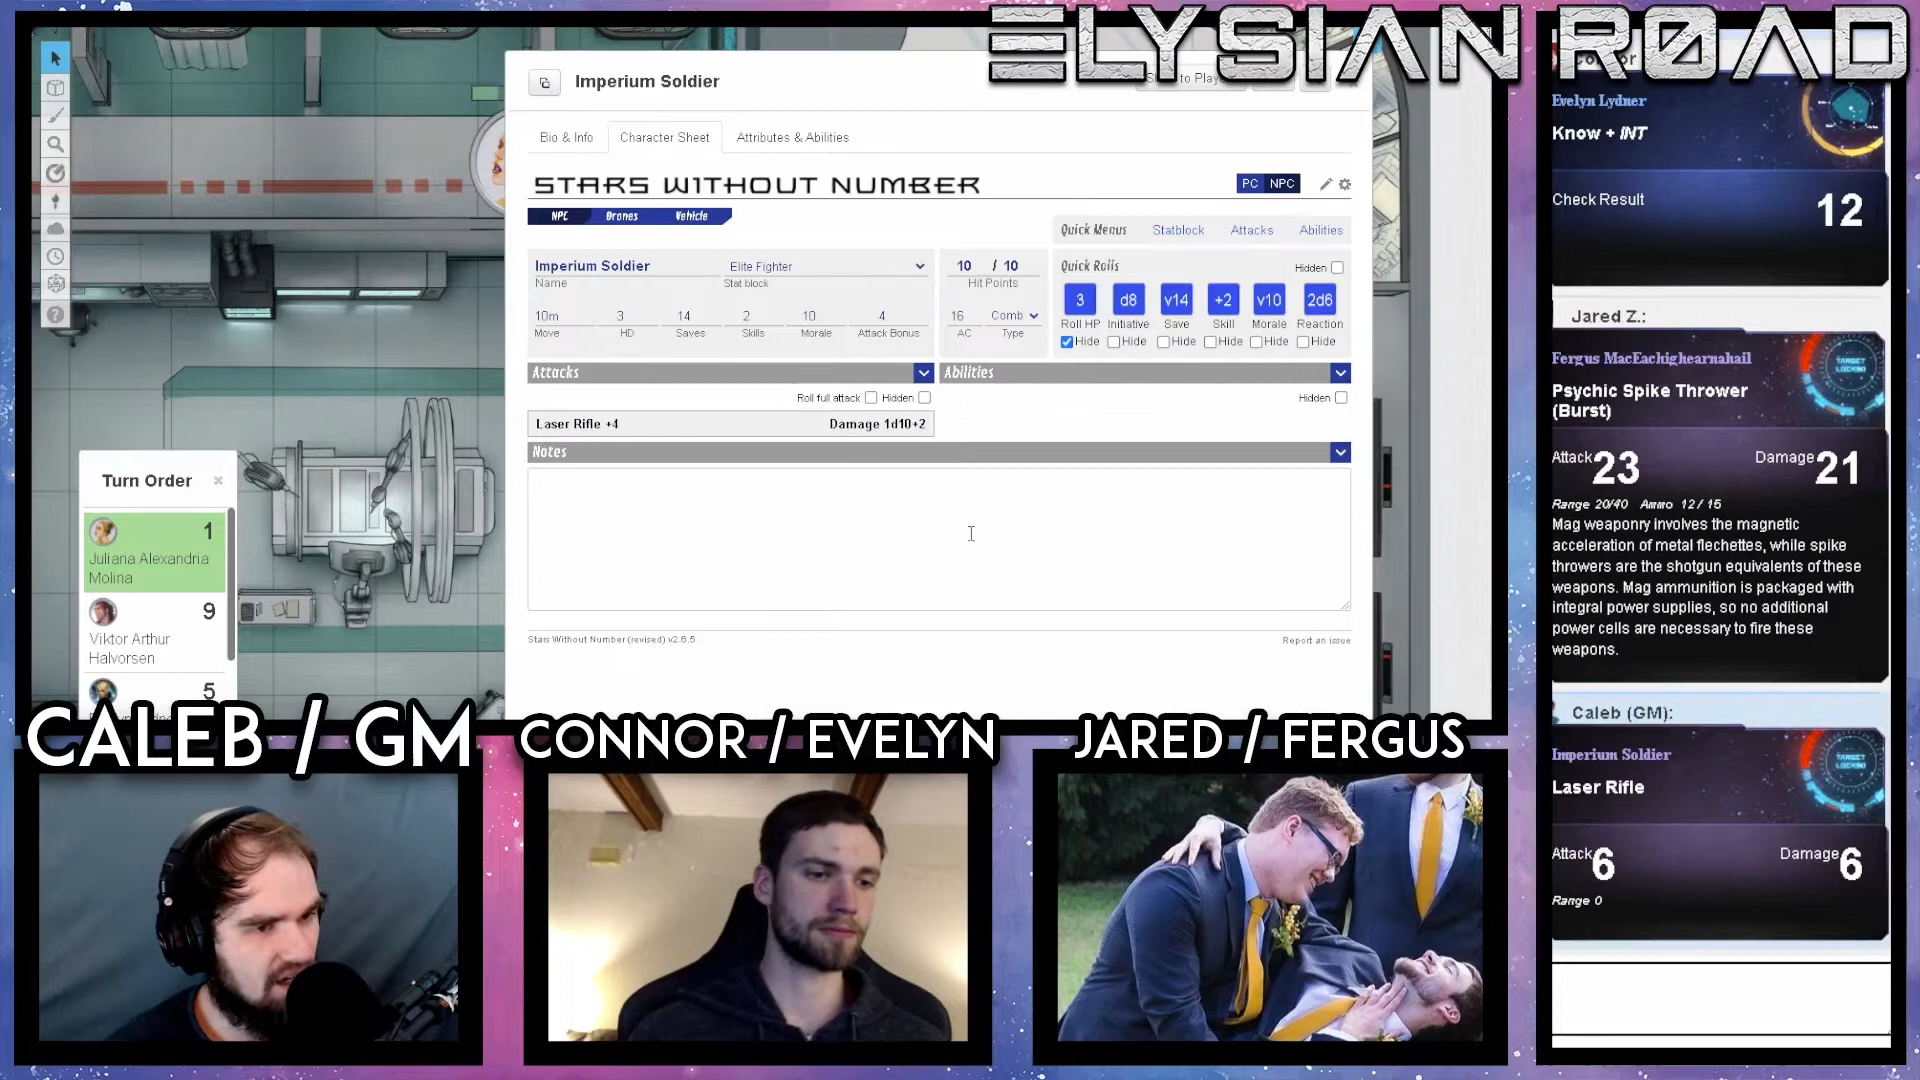 ELYSIAN ROAD
Imperium Soldier
Bio & Info
Character Sheet
Attributes & Abilities
STARS WITHOUT NUMBER
PC NPC
NPC
Drones
Vehicle
Quick Menus
Statblock
Attacks
Abilities
Imperium Soldier
Name
Elite Fighter
Stat block
10 / 10
Hit Points
10m
Move
3
HD
14
Saves
2
Skills
10
Morale
4
Attack Bonus
16
AC
Comb
Type
Quick Rolls
Hidden
3
Roll HP
Hide
d8
Initiative
Hide
v14
Save
Hide
+2
Skill
Hide
v10
Morale
Hide
2d6
Reaction
Hide
Attacks
Roll full attack
Hidden
Laser Rifle +4
Damage 1d10+2
Abilities
Hidden
Notes
Stars Without Number (revised) v2.6.5
Report an issue
Turn Order
1
Juliana Alexandria
Molina
9
Viktor Arthur
Halvorsen
5
CALEB / GM
CONNOR / EVELYN
JARED / FERGUS
Evelyn Lydner
Know + INT
Check Result
12
Jared Z.:
Fergus MacEachighearnahail
Psychic Spike Thrower
(Burst)
TARGET
LOCKED
Attack 23
Damage 21
Range 20/40 Ammo 12 / 15
Mag weaponry involves the magnetic
acceleration of metal flechettes, while spike
throwers are the shotgun equivalents of these
weapons. Mag ammunition is packaged with
integral power supplies, so no additional
power cells are necessary to fire these
weapons.
Caleb (GM):
Imperium Soldier
Laser Rifle
TARGET
LOCKED
Attack 6
Damage 6
Range 0